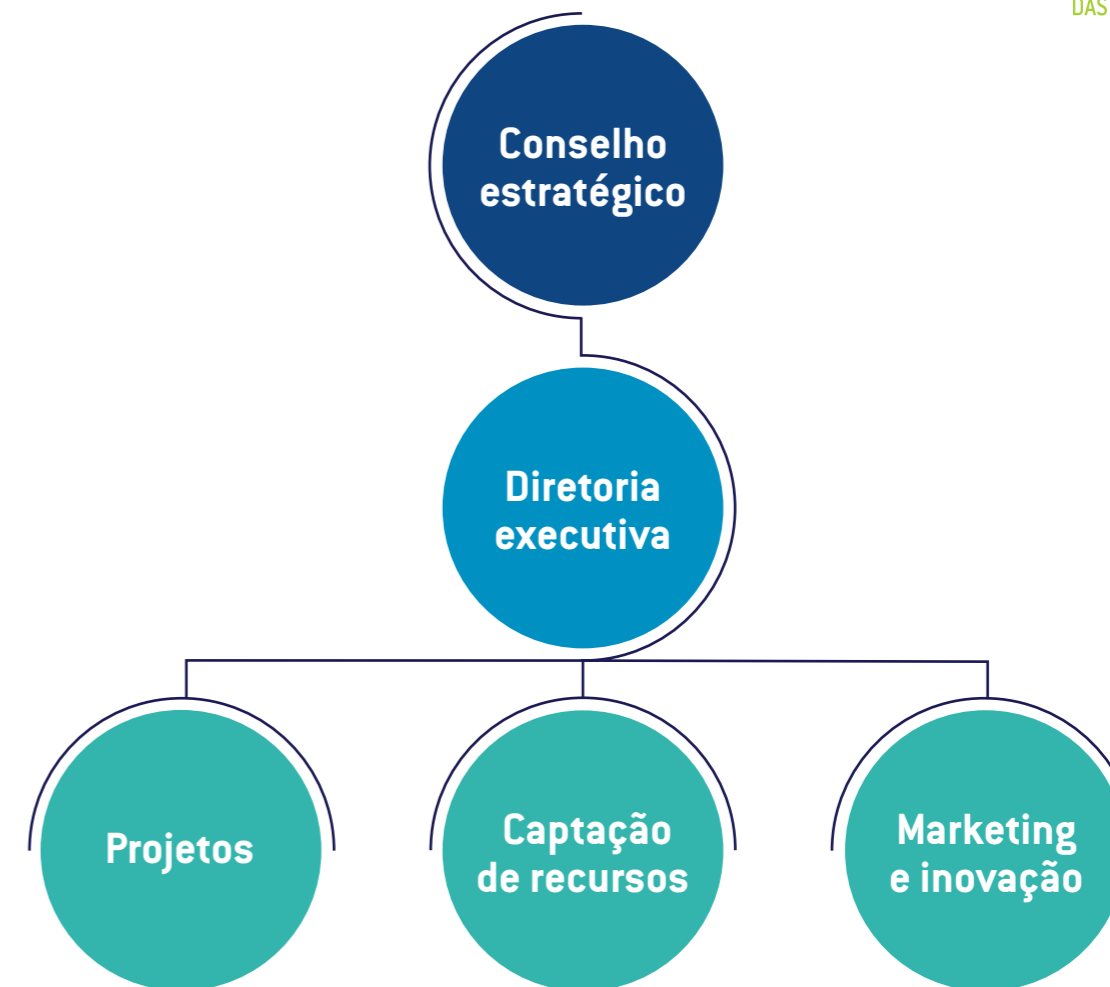 DAS
Conselho
estratégico
Diretoria
executiva
Projetos
Captação
de recursos
Marketing
e inovação